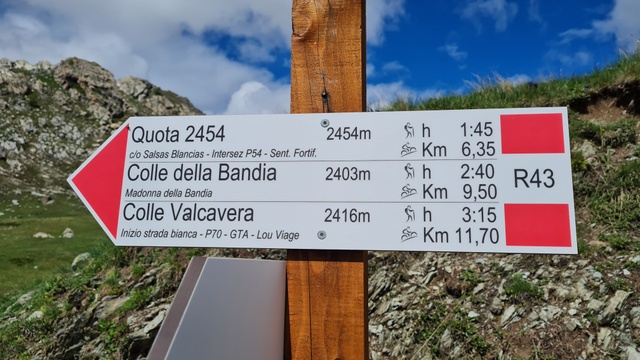 Quota 2454 2454m h 1:45
c/o Salsas Blancias - Intersez P54 - Sent. Fortif. Km 6,35
Colle della Bandia 2403m h 2:40
Madonna della Bandia Km 9,50
R43
Colle Valcavera 2416m h 3:15
Inizio strada bianca - P70 - GTA - Lou Viage Km 11,70